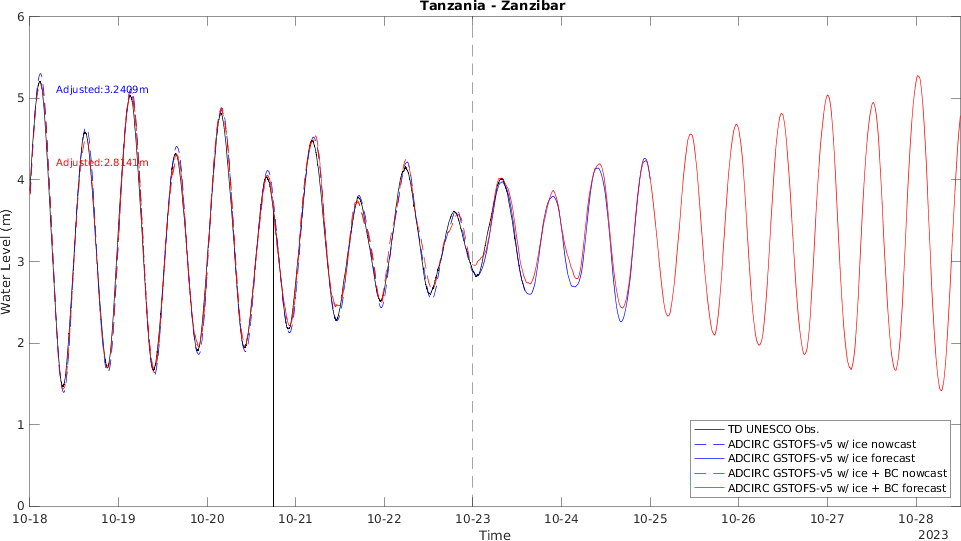 Tanzania - Zanzibar
6
5
4
3
2
1
0
Water Level (m)
Adjusted:3.2409m
Adjusted:2.8141m
TD UNESCO Obs.
ADCIRC GSTOFS-v5 w/ ice nowcast
ADCIRC GSTOFS-v5 w/ ice forecast
ADCIRC GSTOFS-v5 w/ ice + BC nowcast
ADCIRC GSTOFS-v5 w/ ice + BC forecast
10-18 10-19 10-20 10-21 10-22 10-23 10-24 10-25 10-26 10-27 10-28
Time
2023